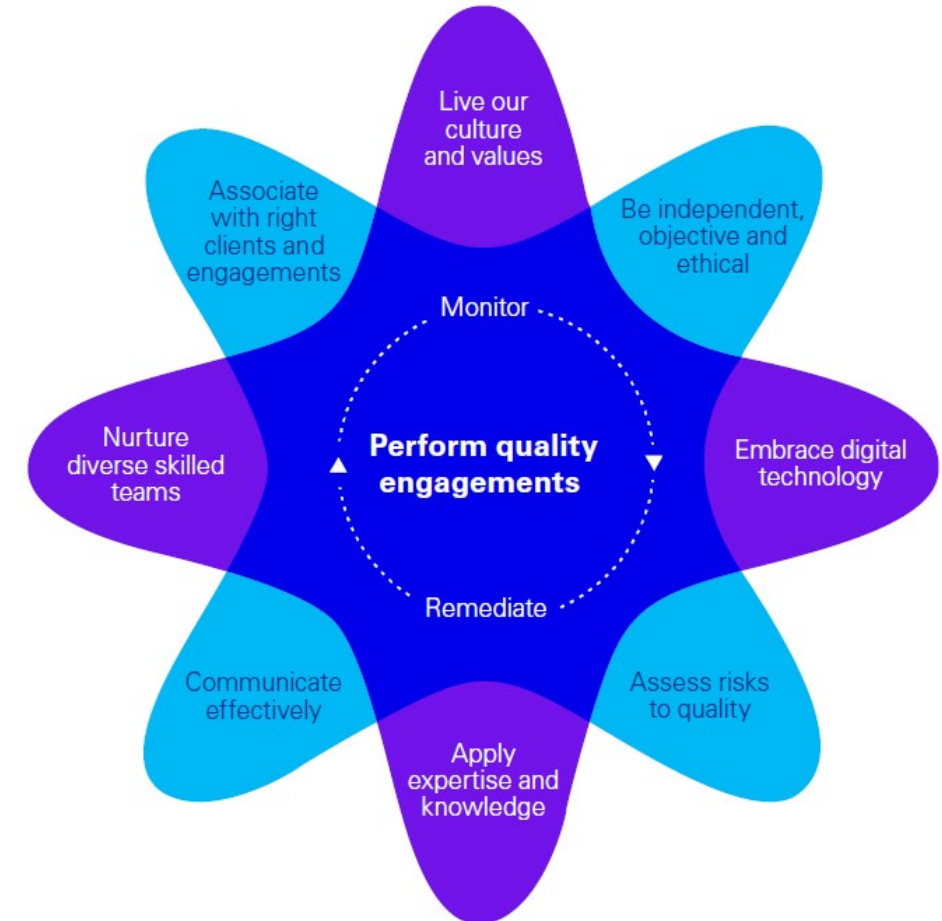 Live our
culture
and values
Associate
with right
clients and
engagements
Be independent,
objective and
ethical
Monitor
Nurture
diverse skilled
teams
Perform quality
engagements
Embrace digital
technology
Remediate
Communicate
effectively
Assess risks
to quality
Apply
expertise and
knowledge